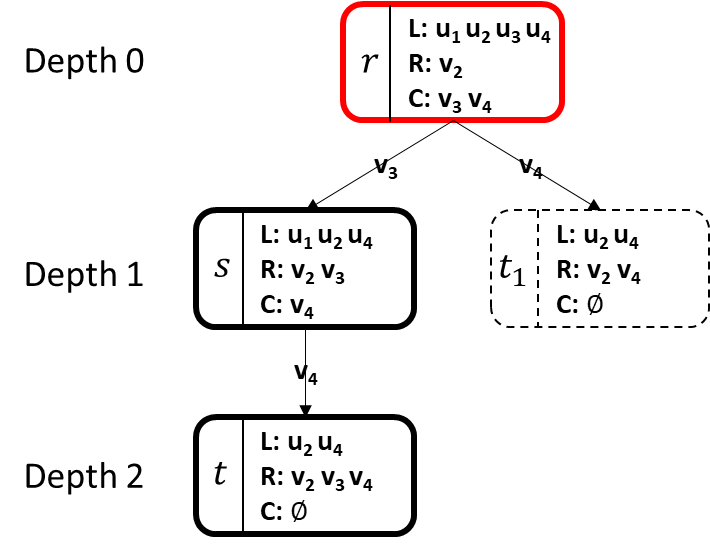 Depth 0
r
L: u₁ u₂ u₃ u₄
R: v₂
C: v₃ v₄
v₃
v₄
Depth 1
s
L: u₁ u₂ u₄
R: v₂ v₃
C: v₄
t₁
L: u₂ u₄
R: v₂ v₄
C: ∅
v₄
Depth 2
t
L: u₂ u₄
R: v₂ v₃ v₄
C: ∅